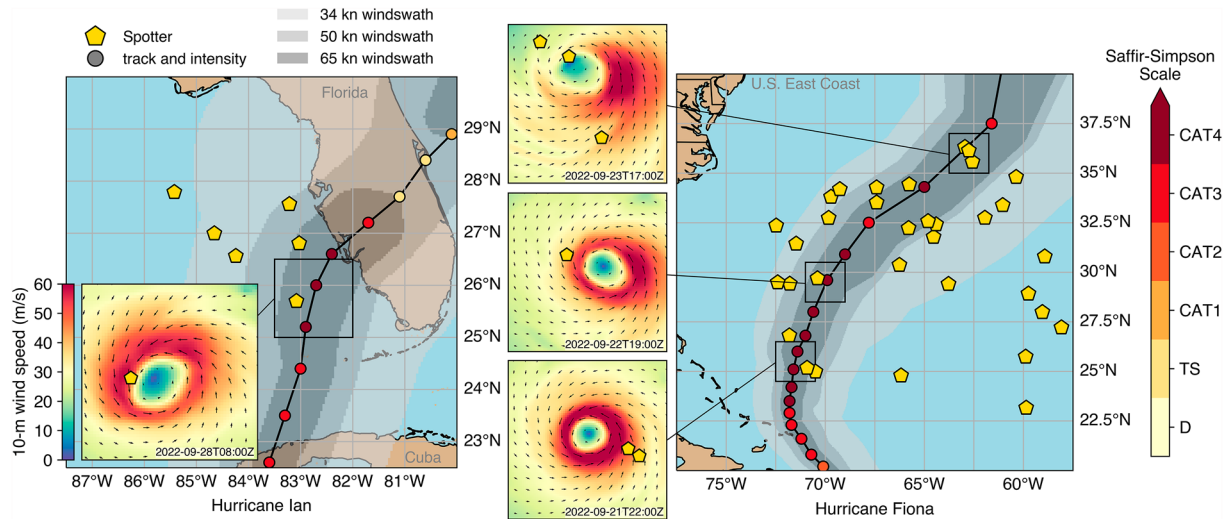 34 kn windswath
50 kn windswath
65 kn windswath
Spotter
track and intensity
Florida
29°N
28°N
27°N
26°N
25°N
24°N
23°N
Cuba
87°W
86°W
85°W
84°W
83°W
82°W
81°W
Hurricane Ian
10-m wind speed (m/s)
60
50
40
30
20
10
0
2022-09-28T08:00Z
2022-09-23T17:00Z
2022-09-22T19:00Z
2022-09-21T22:00Z
U.S. East Coast
37.5°N
35°N
32.5°N
30°N
27.5°N
25°N
22.5°N
75°W
70°W
65°W
60°W
Hurricane Fiona
Saffir-Simpson
Scale
CAT4
CAT3
CAT2
CAT1
TS
D